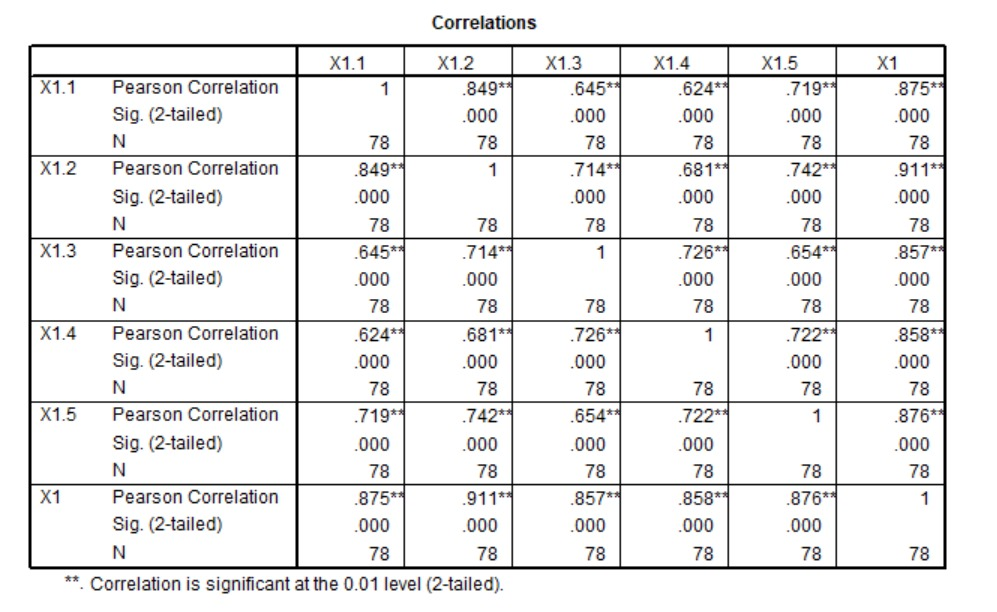 Correlations
X1.1 X1.2 X1.3 X1.4 X1.5 X1
X1.1 Pearson Correlation 1 .849** .645** .624** .719** .875**
Sig. (2-tailed) .000 .000 .000 .000 .000
N 78 78 78 78 78 78
X1.2 Pearson Correlation .849** 1 .714** .681** .742** .911**
Sig. (2-tailed) .000 .000 .000 .000 .000
N 78 78 78 78 78 78
X1.3 Pearson Correlation .645** .714** 1 .726** .654** .857**
Sig. (2-tailed) .000 .000 .000 .000 .000
N 78 78 78 78 78 78
X1.4 Pearson Correlation .624** .681** .726** 1 .722** .858**
Sig. (2-tailed) .000 .000 .000 .000 .000
N 78 78 78 78 78 78
X1.5 Pearson Correlation .719** .742** .654** .722** 1 .876**
Sig. (2-tailed) .000 .000 .000 .000 .000
N 78 78 78 78 78 78
X1 Pearson Correlation .875** .911** .857** .858** .876** 1
Sig. (2-tailed) .000 .000 .000 .000 .000
N 78 78 78 78 78 78
**. Correlation is significant at the 0.01 level (2-tailed).